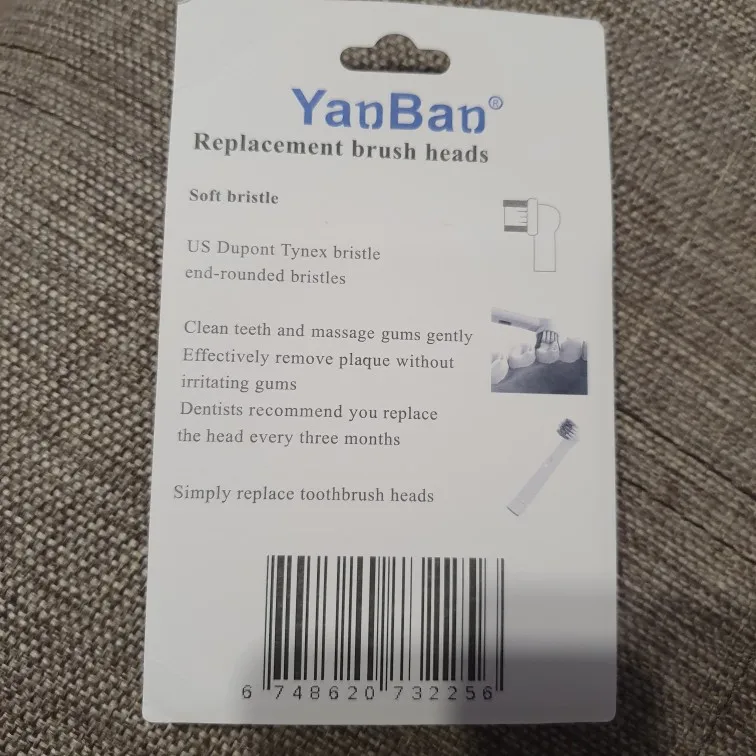 YanBan®
Replacement brush heads
Soft bristle
US Dupont Tynex bristle
end-rounded bristles
Clean teeth and massage gums gently
Effectively remove plaque without
irritating gums
Dentists recommend you replace
the head every three months
Simply replace toothbrush heads
6 748620 732256